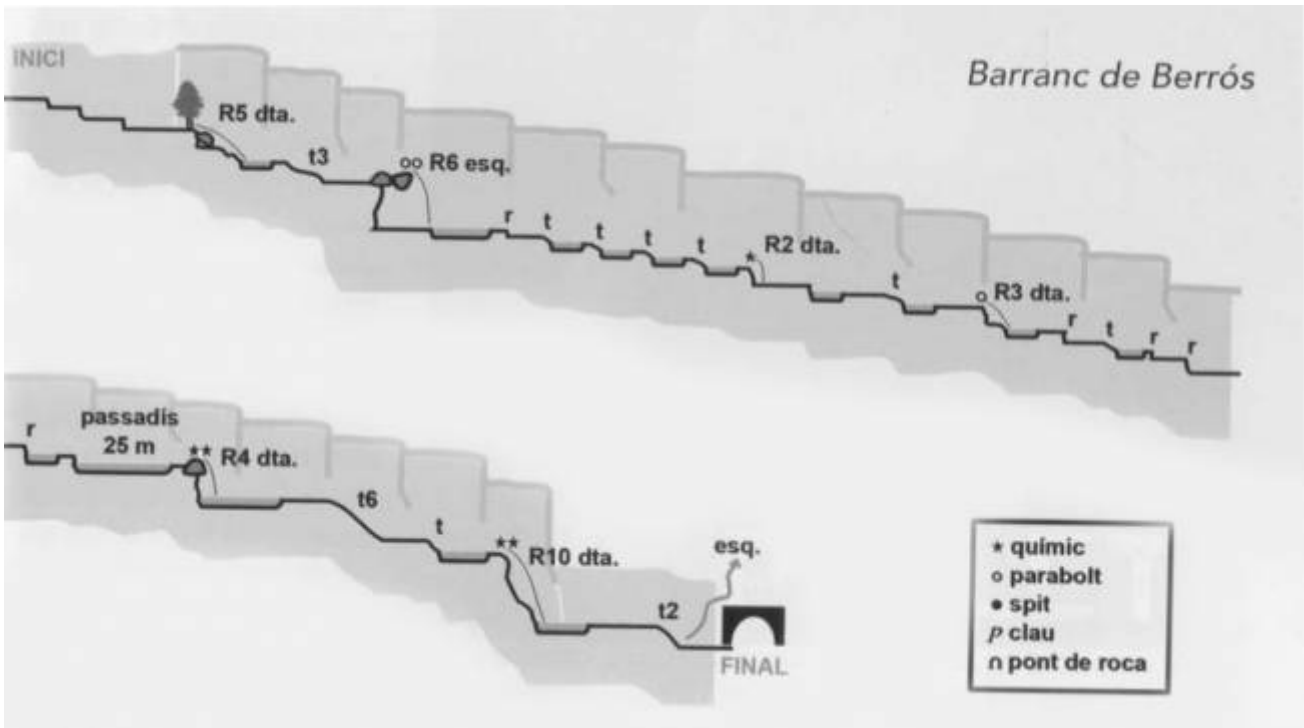 INICI
Barranc de Berrós
R5 dta.
t3
oo R6 esq.
r t t t t
★ R2 dta.
t
o R3 dta.
r t r r
r
passadís
25 m
★★ R4 dta.
t6
t
★★ R10 dta.
t2
esq.
FINAL
★ químic
o parabolt
● spit
p clau
∩ pont de roca